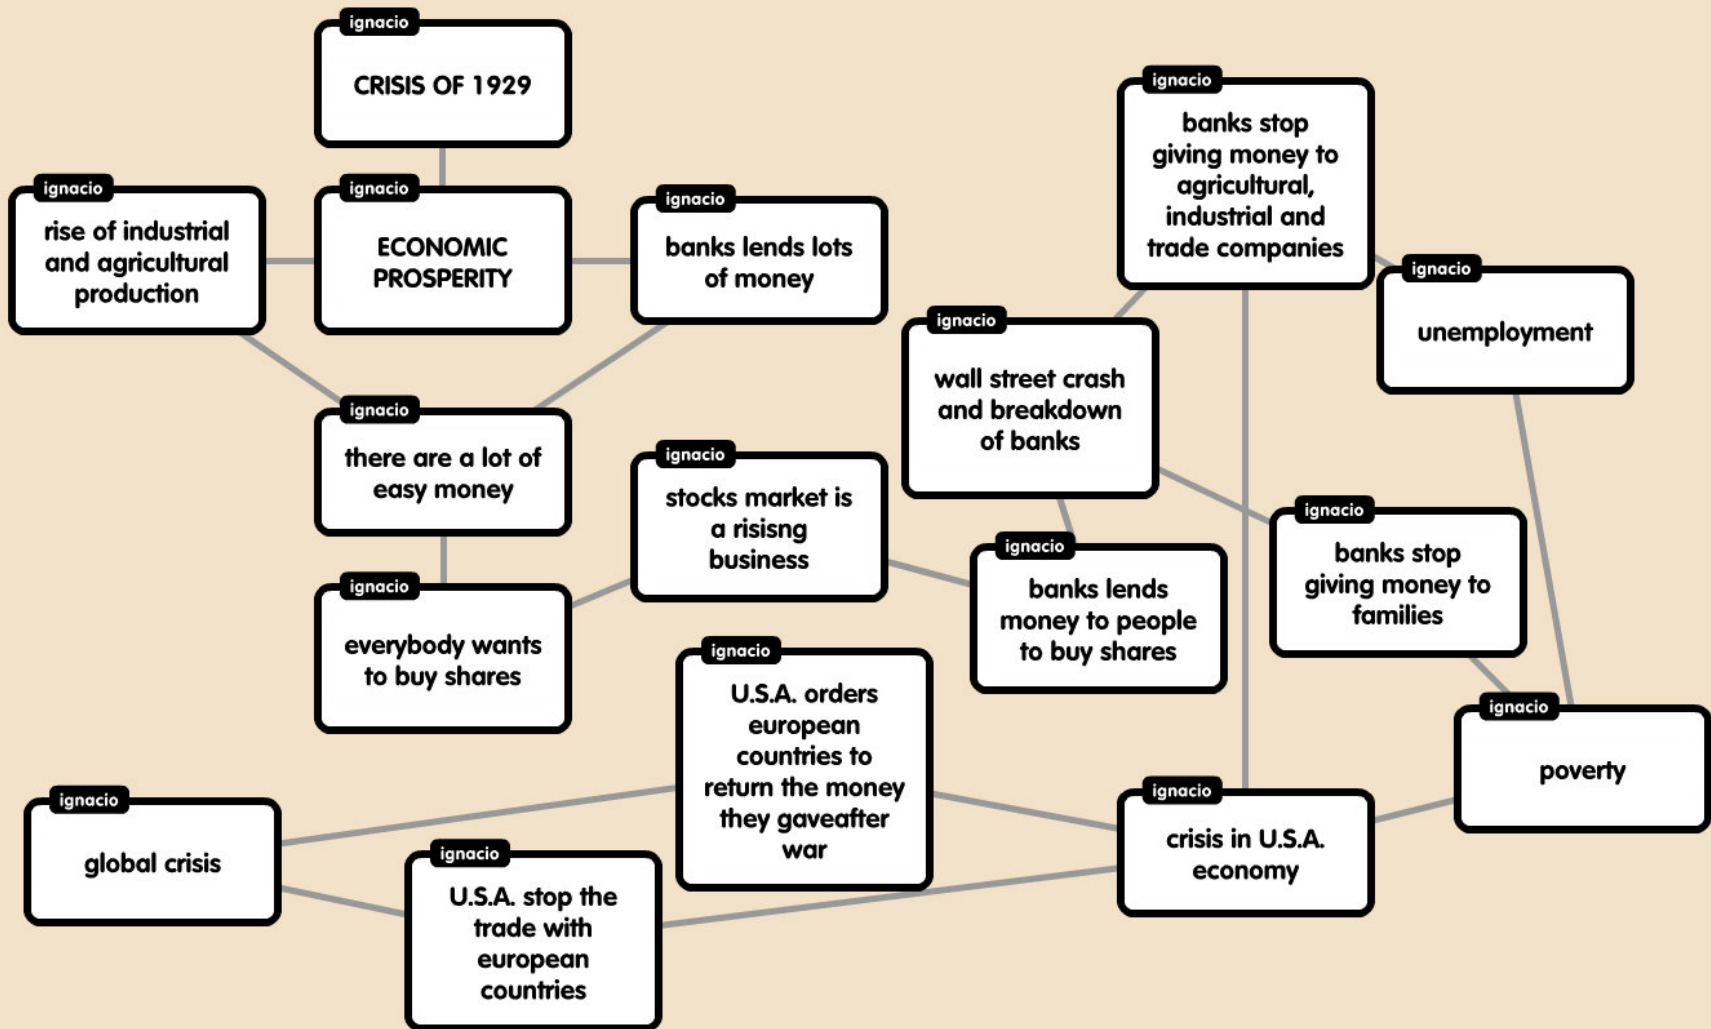 ignacio
CRISIS OF 1929
ignacio
rise of industrial
and agricultural
production
ignacio
ECONOMIC
PROSPERITY
ignacio
banks lends lots
of money
ignacio
there are a lot of
easy money
ignacio
everybody wants
to buy shares
ignacio
stocks market is
a risisng
business
ignacio
banks lends
money to people
to buy shares
ignacio
wall street crash
and breakdown
of banks
ignacio
banks stop
giving money to
agricultural,
industrial and
trade companies
ignacio
unemployment
ignacio
banks stop
giving money to
families
ignacio
poverty
ignacio
crisis in U.S.A.
economy
ignacio
U.S.A. orders
european
countries to
return the money
they gaveafter
war
ignacio
U.S.A. stop the
trade with
european
countries
ignacio
global crisis